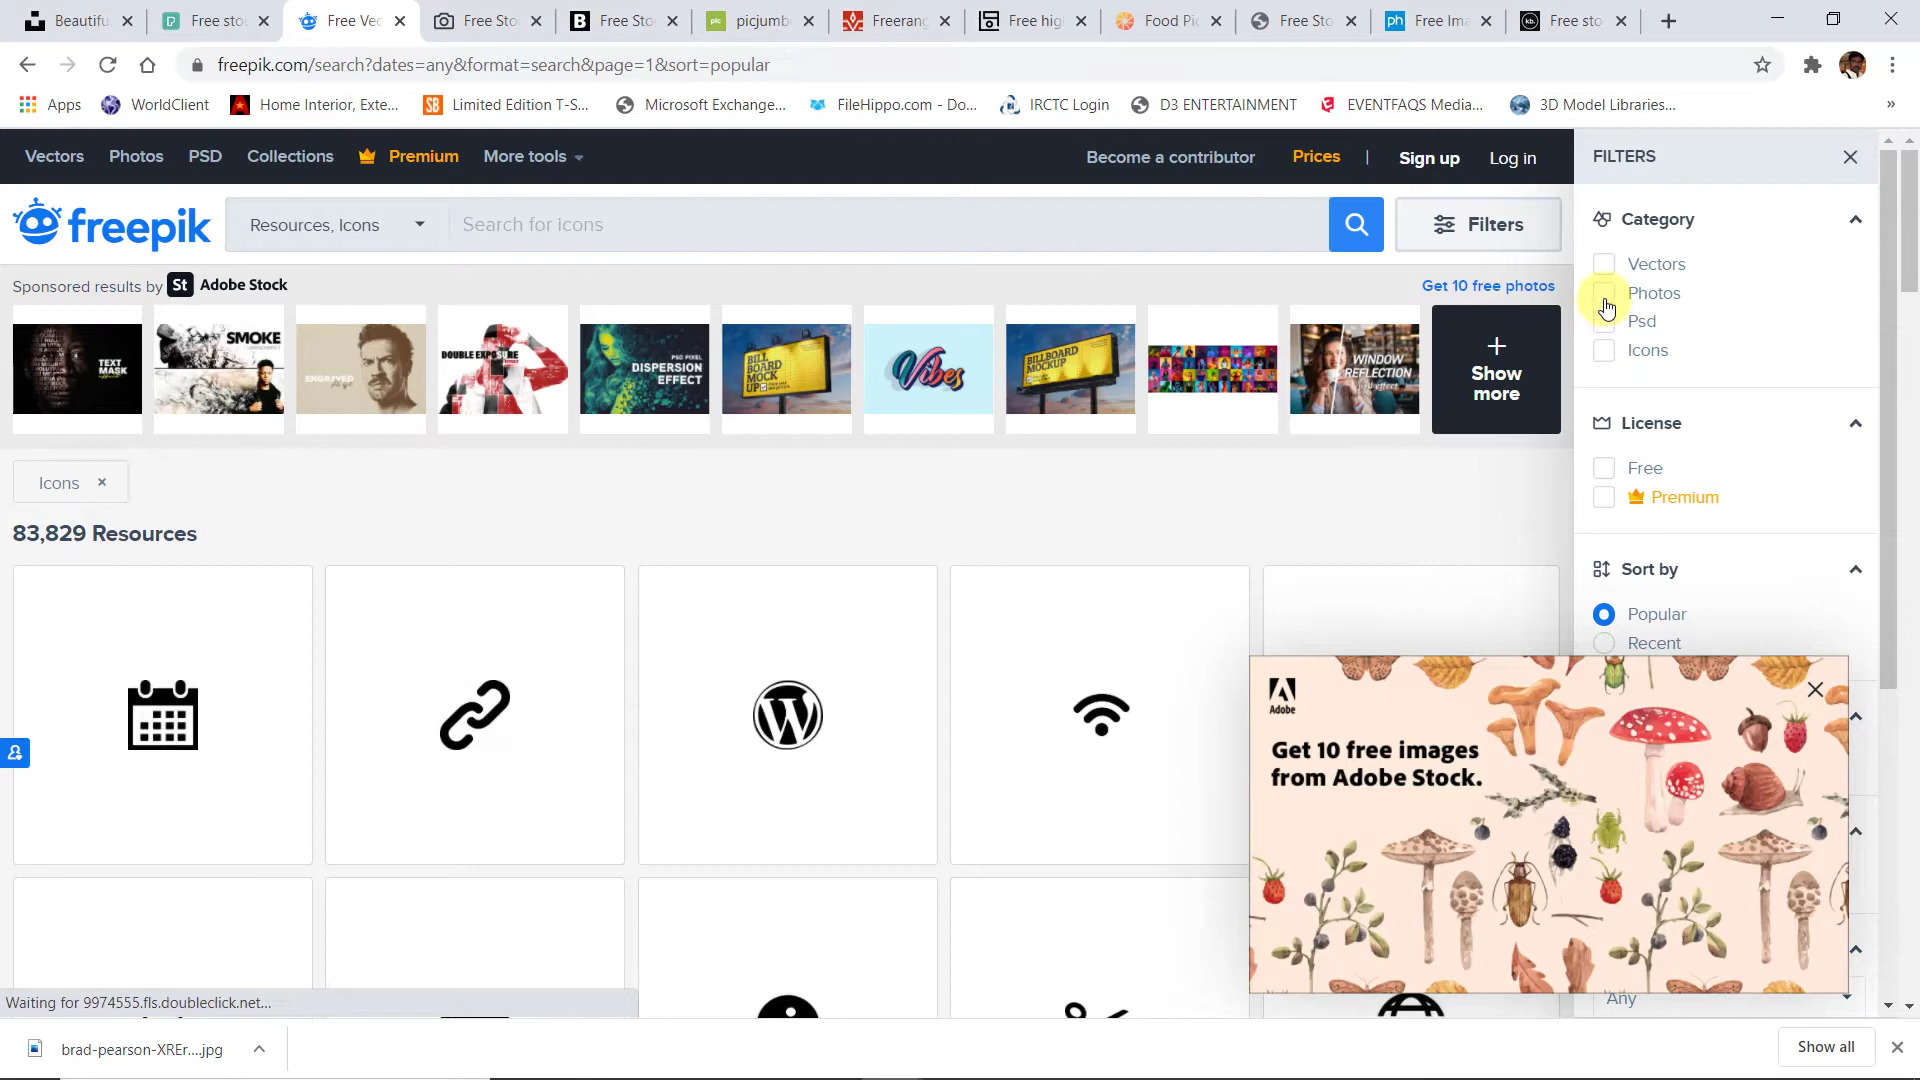 Beautifu
Free sto
Free Vec
Free Sto
Free Sto
picjumb
Freerang
Free hig
Food Pic
Free Sto
Free Ima
Free sto
freepik.com/search?dates=any&format=search&page=1&sort=popular
Apps
WorldClient
Home Interior, Exte...
Limited Edition T-S...
Microsoft Exchange...
FileHippo.com - Do...
IRCTC Login
D3 ENTERTAINMENT
EVENTFAQS Media...
3D Model Libraries...
Vectors
Photos
PSD
Collections
Premium
More tools
Become a contributor
Prices
Sign up
Log in
FILTERS
freepik
Resources, Icons
Search for icons
Filters
Category
Vectors
Photos
Psd
Icons
Sponsored results by St Adobe Stock
Get 10 free photos
TEXT
MASK
SMOKE
ENGRAVED
DOUBLE EXPOSURE
PSD PIXEL
DISPERSION
EFFECT
BILL
BOARD
MOCK
UP
Vibes
BILLBOARD
MOCKUP
WINDOW
REFLECTION
+
Show
more
License
Free
Premium
Icons ×
83,829 Resources
Sort by
Popular
Recent
Adobe
Get 10 free images
from Adobe Stock.
Any
Waiting for 9974555.fls.doubleclick.net...
brad-pearson-XREr....jpg
Show all